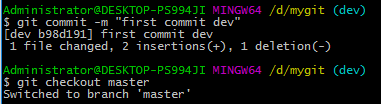 Administrator@DESKTOP-PS994JI MINGW64 /d/mygit (dev)
$ git commit -m "first commit dev"
[dev b98d191] first commit dev
 1 file changed, 2 insertions(+), 1 deletion(-)

Administrator@DESKTOP-PS994JI MINGW64 /d/mygit (dev)
$ git checkout master
Switched to branch 'master'